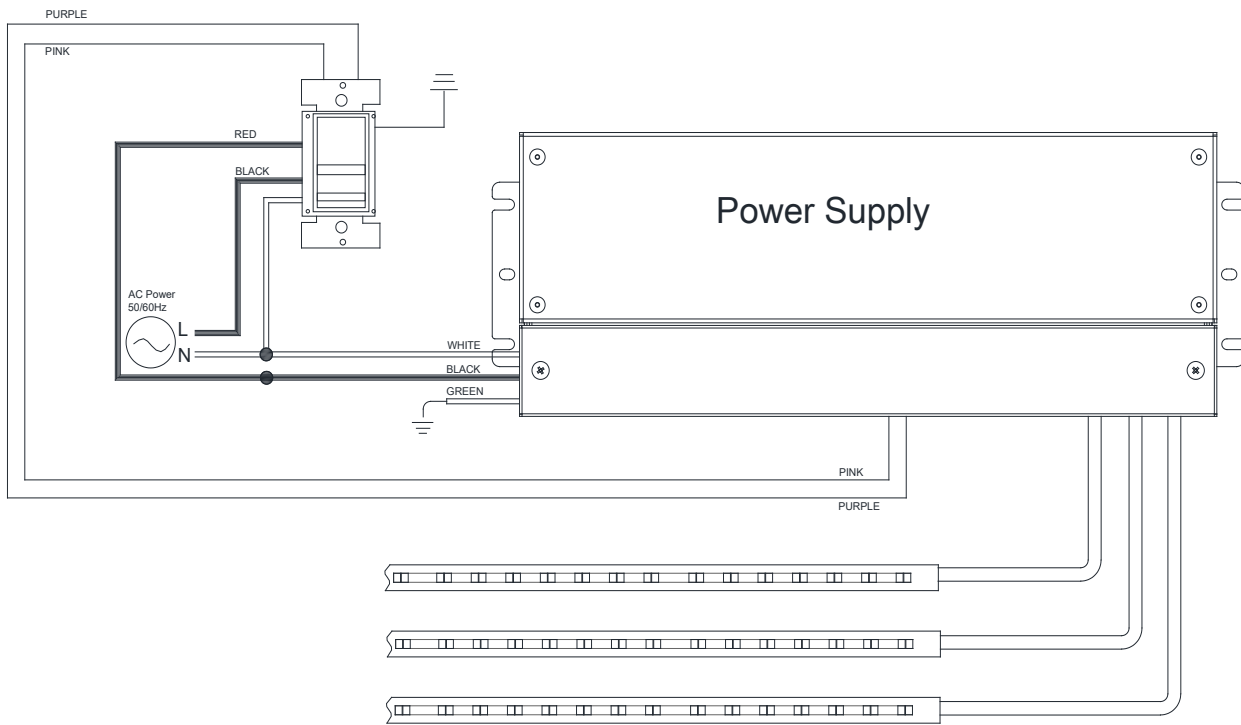 PURPLE
PINK
RED
BLACK
Power Supply
AC Power
50/60Hz
L
N
WHITE
BLACK
GREEN
PINK
PURPLE